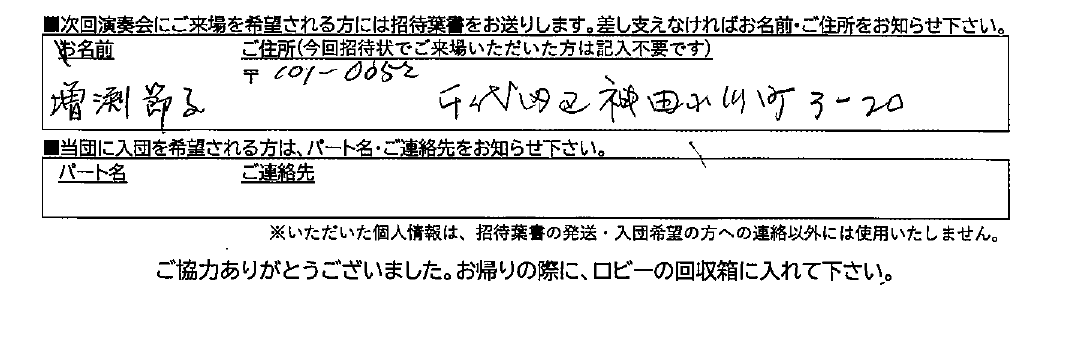 ■次回演奏会にご来場を希望される方には招待葉書をお送りします。差し支えなければお名前・ご住所をお知らせ下さい。
お名前 ご住所(今回招待状でご来場いただいた方は記入不要です)
〒101-0052
増渕節子 千代田区神田小川町3-20
■当団に入団を希望される方は、パート名・ご連絡先をお知らせ下さい。
パート名 ご連絡先
※いただいた個人情報は、招待葉書の発送・入団希望の方への連絡以外には使用いたしません。
ご協力ありがとうございました。お帰りの際に、ロビーの回収箱に入れて下さい。